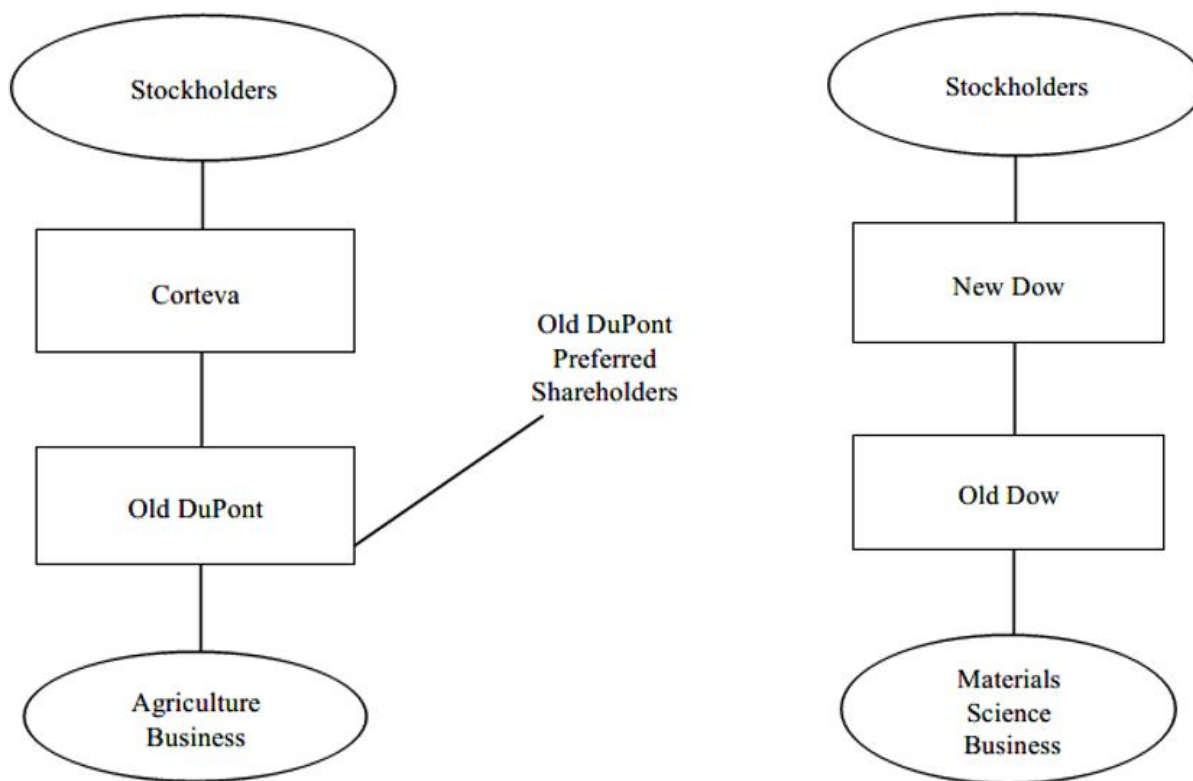 Stockholders
Corteva
Old DuPont
Preferred
Shareholders
Old DuPont
Agriculture
Business
Stockholders
New Dow
Old Dow
Materials
Science
Business